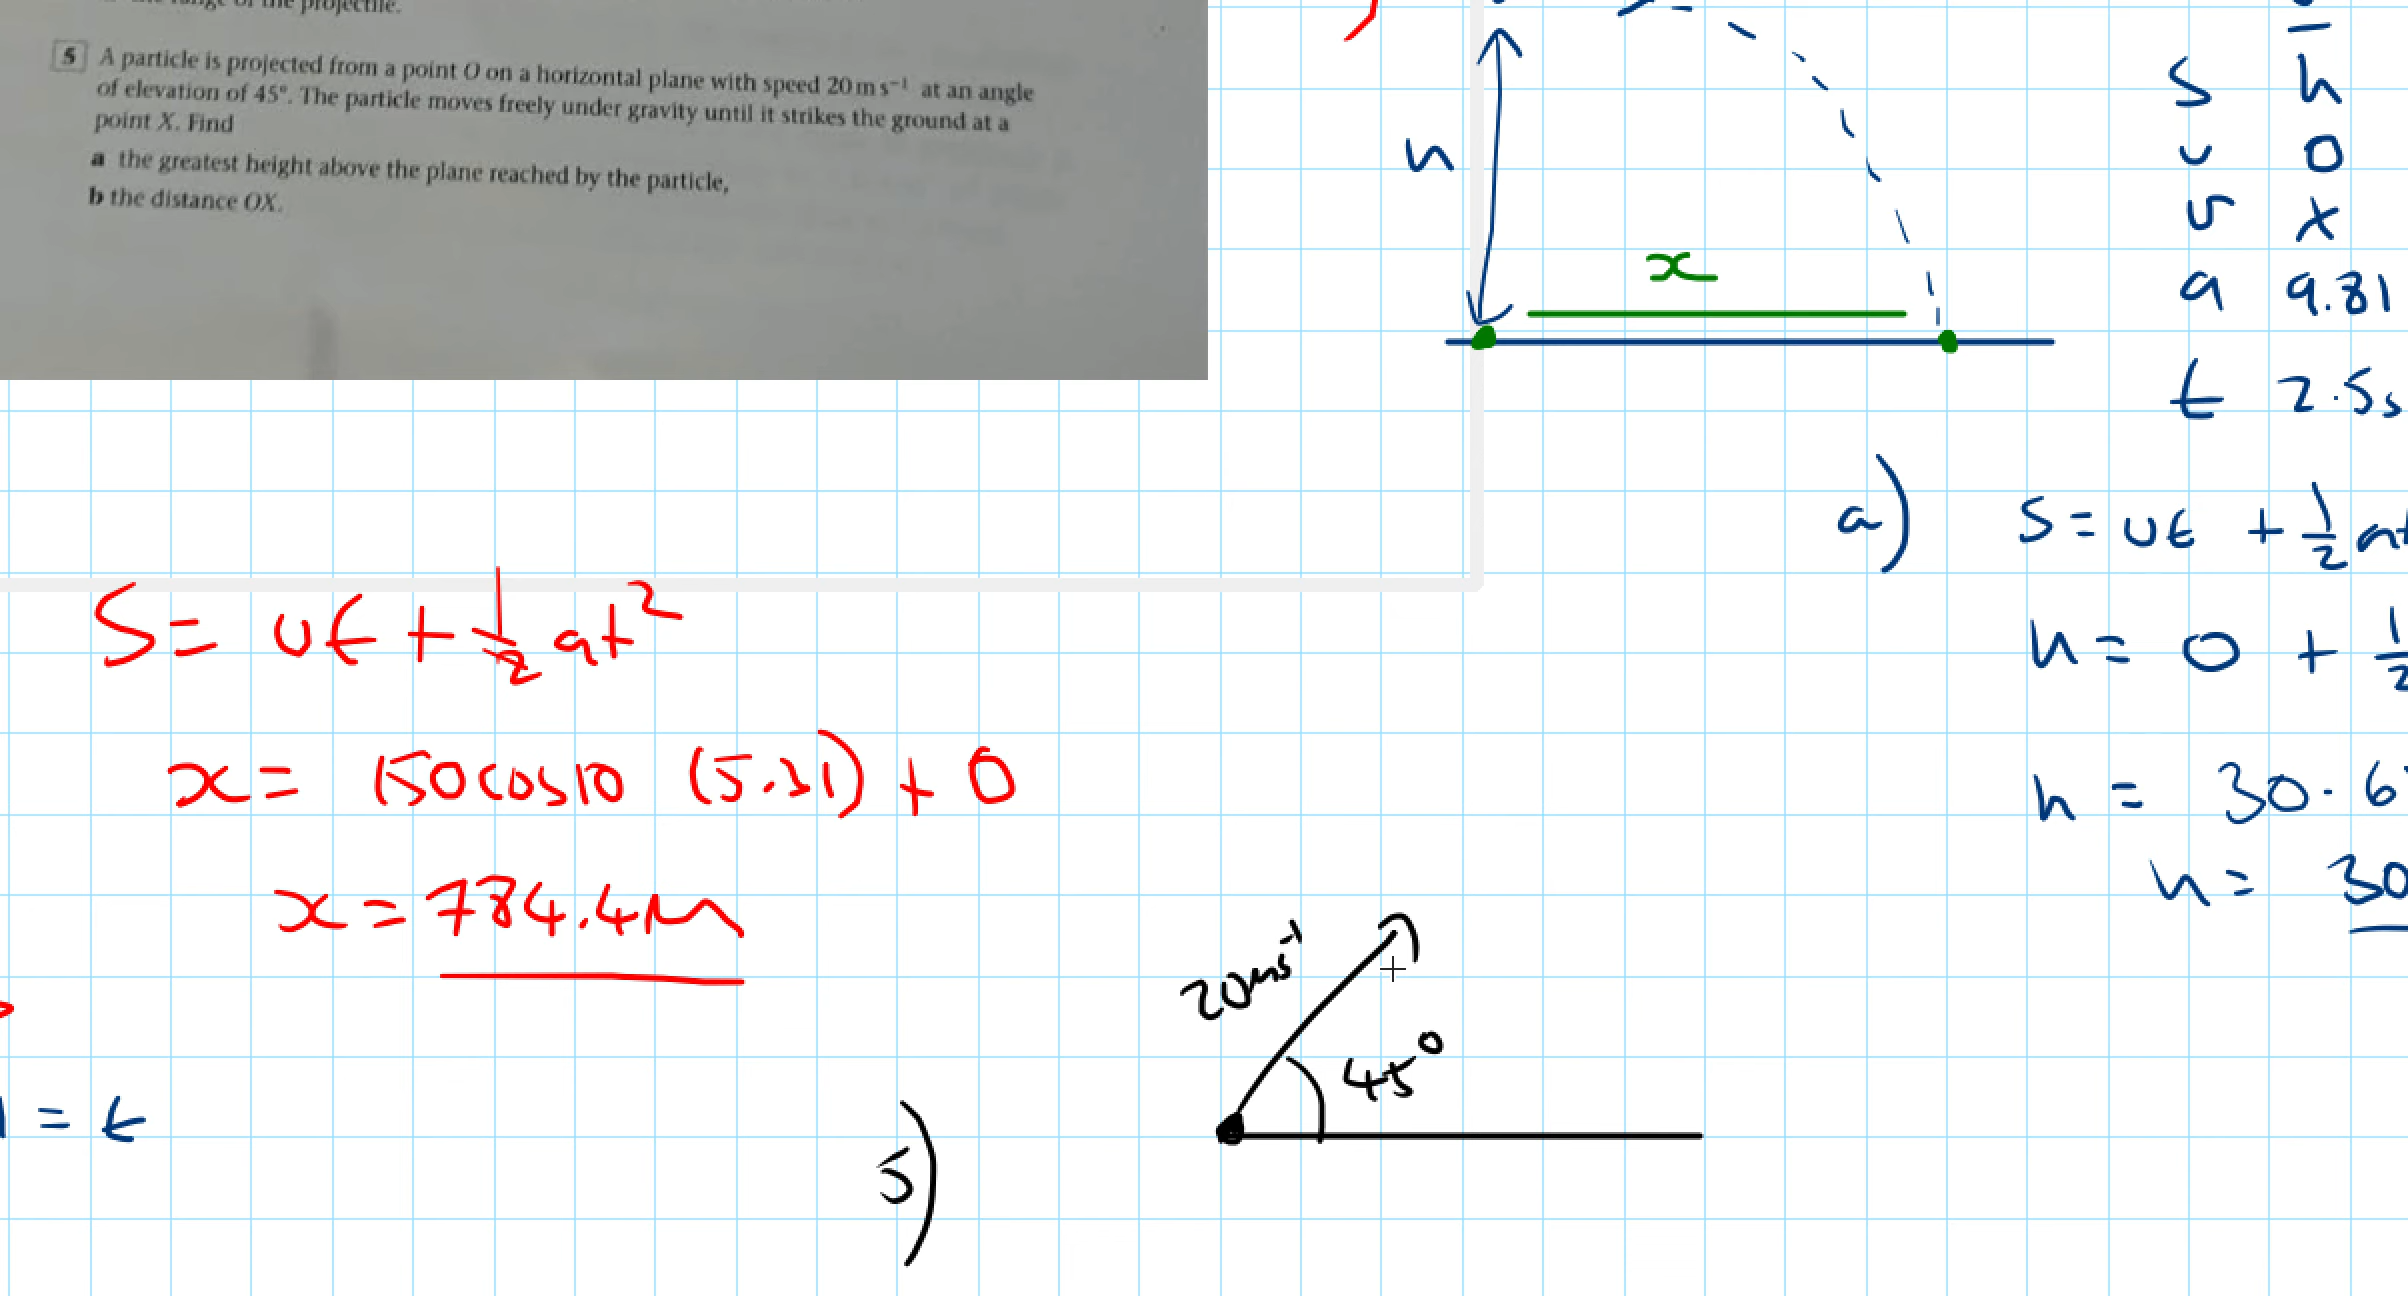 the projectile.
5 A particle is projected from a point O on a horizontal plane with speed 20 m s⁻¹ at an angle
of elevation of 45°. The particle moves freely under gravity until it strikes the ground at a
point X. Find
a the greatest height above the plane reached by the particle,
b the distance OX.
h
x
s h
u 0
v x
a 9.81
t 2.5s
a) s = ut + ½at
h = 0 + ½
h = 30.6
h = 30
S = ut + ½at²
x = 150cos10 (5.31) + 0
x = 784.4m
= t
5)
20ms⁻¹
45°